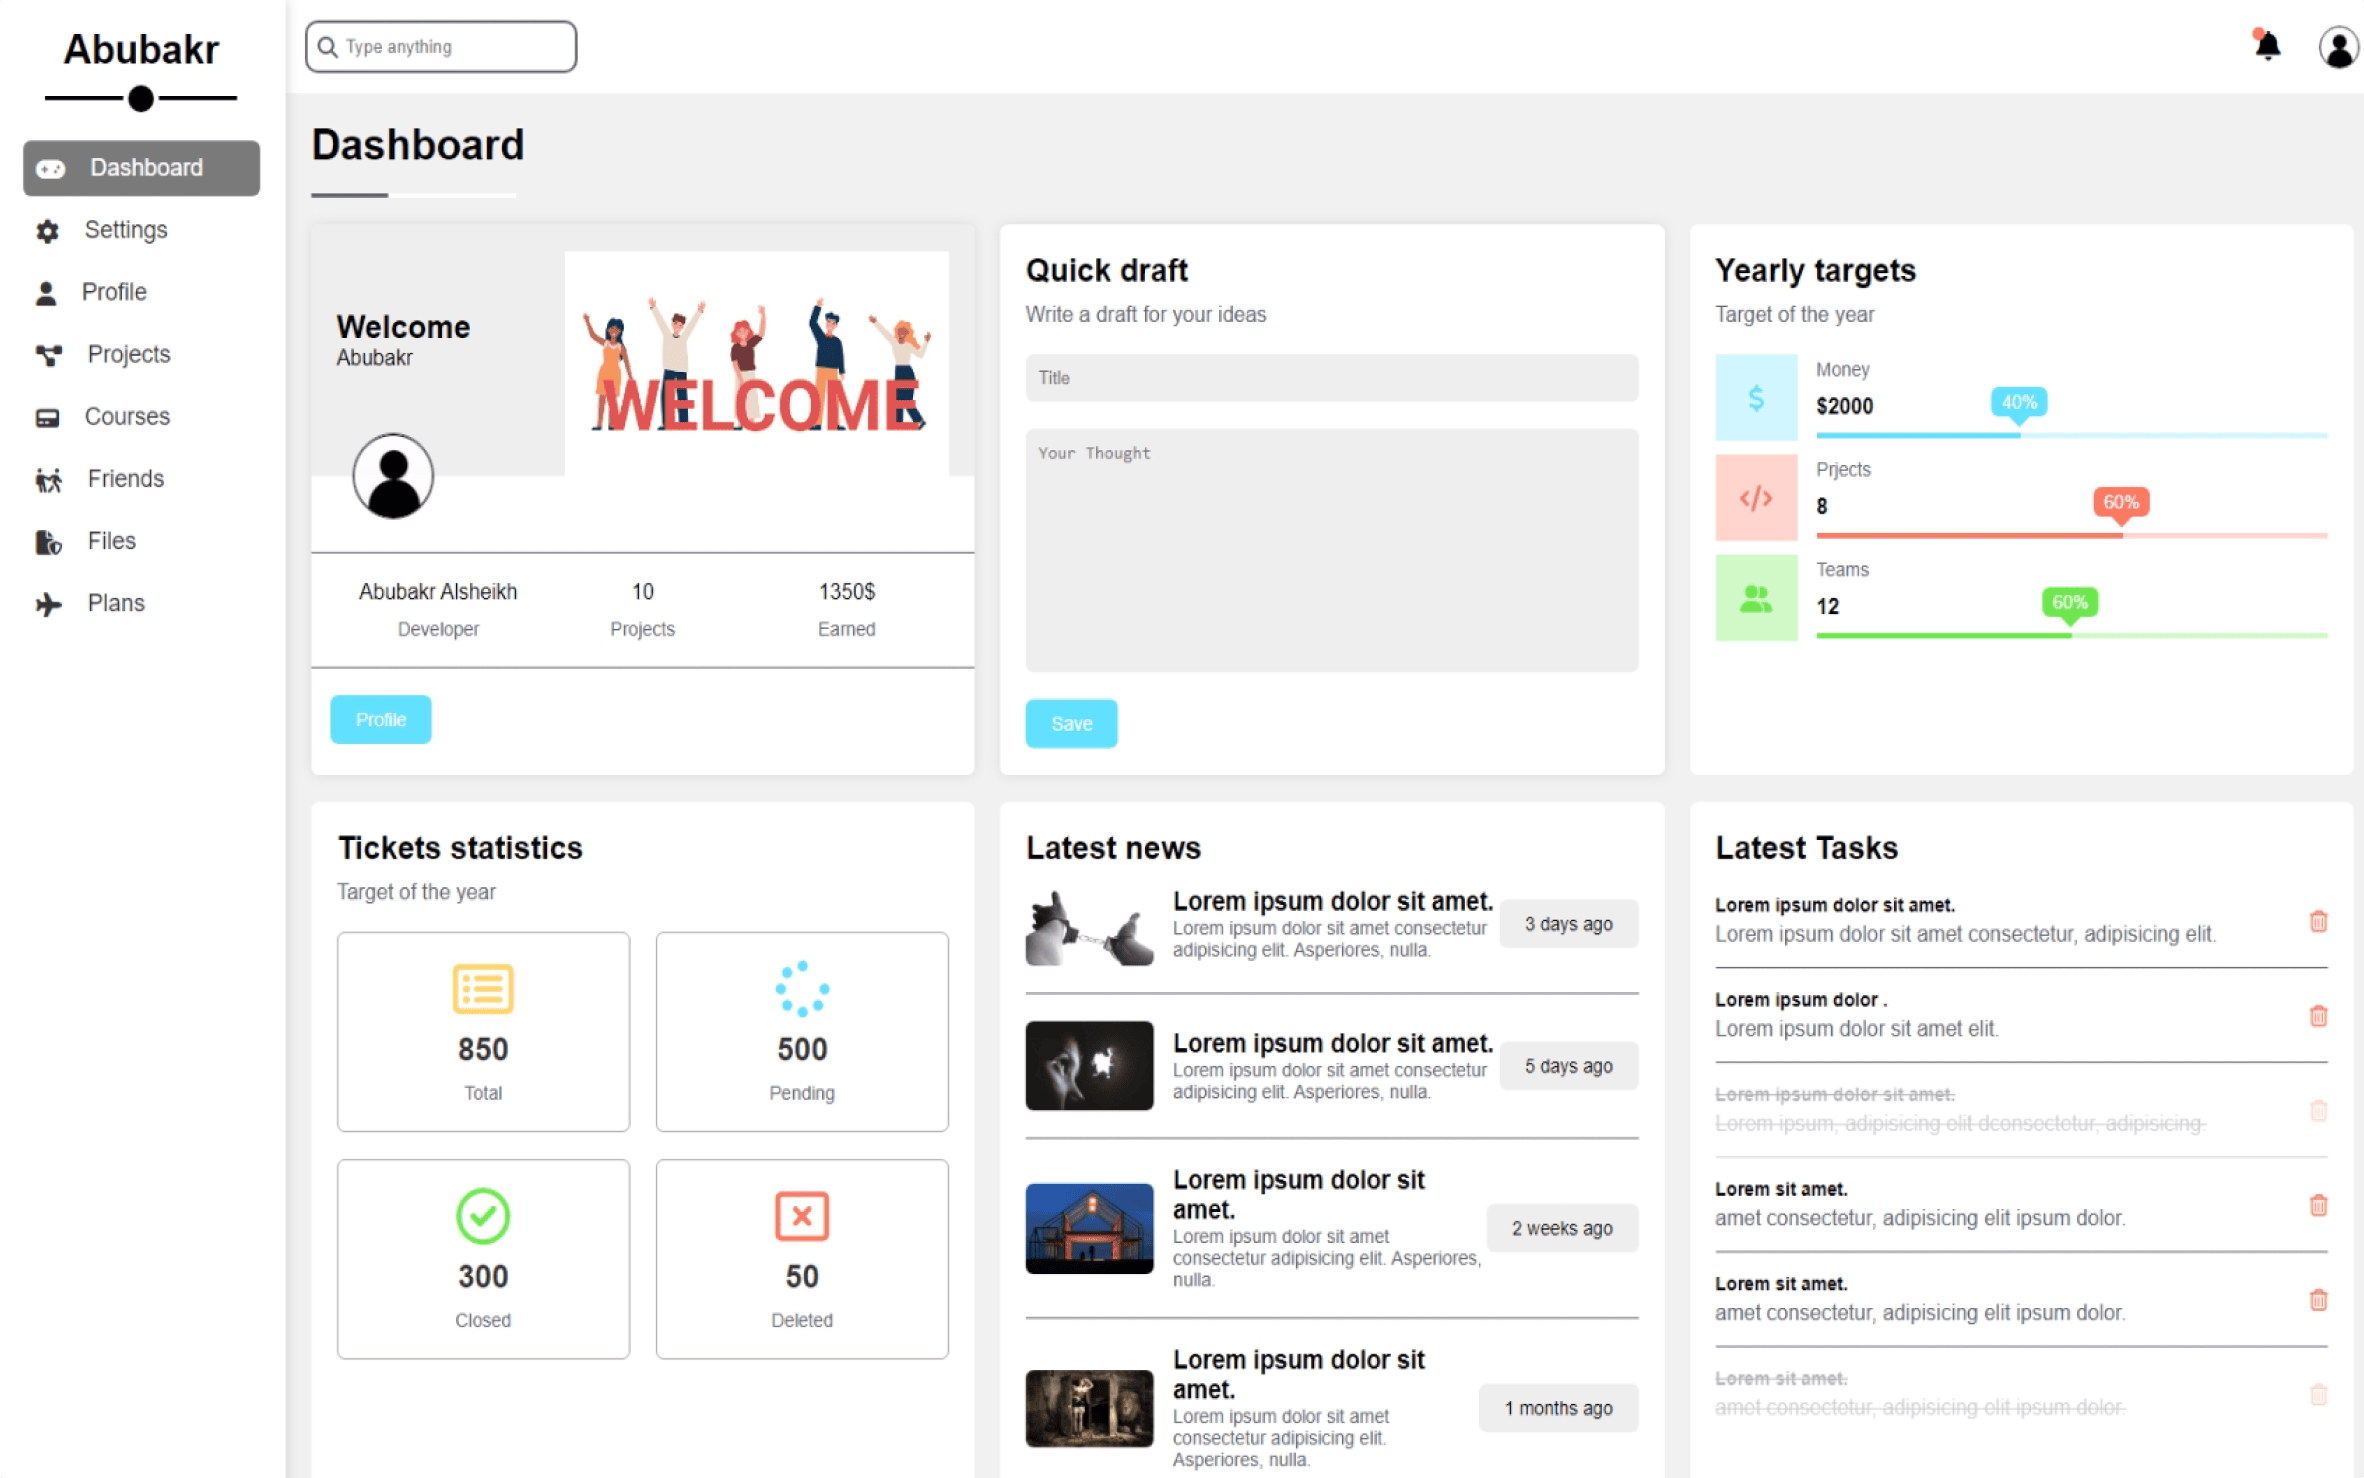 Abubakr
Dashboard
Settings
Profile
Projects
Courses
Friends
Files
Plans
Type anything
Dashboard
Welcome
Abubakr
WELCOME
Abubakr Alsheikh
Developer
10
Projects
1350$
Earned
Profile
Quick draft
Write a draft for your ideas
Title
Your Thought
Save
Yearly targets
Target of the year
Money
$2000
40%
Prjects
8
60%
Teams
12
60%
Tickets statistics
Target of the year
850
Total
500
Pending
300
Closed
50
Deleted
Latest news
Lorem ipsum dolor sit amet.
Lorem ipsum dolor sit amet consectetur
adipisicing elit. Asperiores, nulla.
3 days ago
Lorem ipsum dolor sit amet.
Lorem ipsum dolor sit amet consectetur
adipisicing elit. Asperiores, nulla.
5 days ago
Lorem ipsum dolor sit
amet.
Lorem ipsum dolor sit amet
consectetur adipisicing elit. Asperiores,
nulla.
2 weeks ago
Lorem ipsum dolor sit
amet.
Lorem ipsum dolor sit amet
consectetur adipisicing elit.
Asperiores, nulla.
1 months ago
Latest Tasks
Lorem ipsum dolor sit amet.
Lorem ipsum dolor sit amet consectetur, adipisicing elit.
Lorem ipsum dolor .
Lorem ipsum dolor sit amet elit.
Lorem ipsum dolor sit amet.
Lorem ipsum, adipisicing elit dconsectetur, adipisicing.
Lorem sit amet.
amet consectetur, adipisicing elit ipsum dolor.
Lorem sit amet.
amet consectetur, adipisicing elit ipsum dolor.
Lorem sit amet.
amet consectetur, adipisicing elit ipsum dolor.